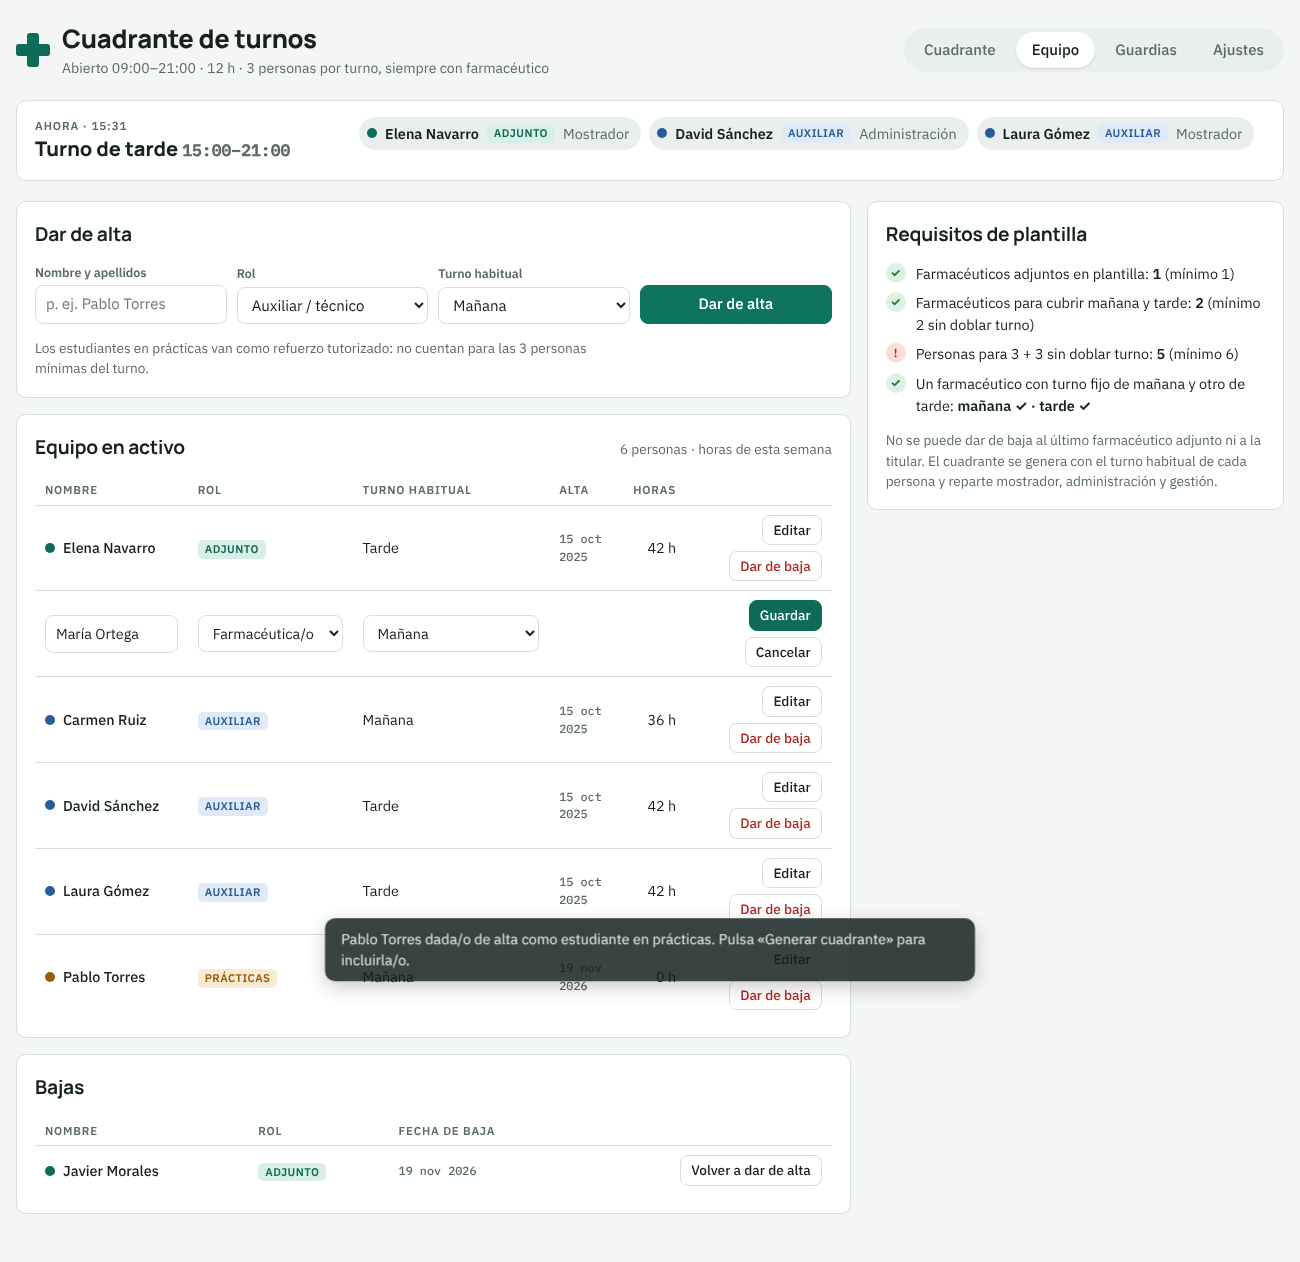 Cuadrante de turnos
Abierto 09:00–21:00 · 12 h · 3 personas por turno, siempre con farmacéutico
Cuadrante
Equipo
Guardias
Ajustes
AHORA · 15:31
Turno de tarde 15:00–21:00
Elena Navarro ADJUNTO Mostrador
David Sánchez AUXILIAR Administración
Laura Gómez AUXILIAR Mostrador
Dar de alta
Nombre y apellidos
Rol
Turno habitual
p. ej. Pablo Torres
Auxiliar / técnico
Mañana
Dar de alta
Los estudiantes en prácticas van como refuerzo tutorizado: no cuentan para las 3 personas
mínimas del turno.
Requisitos de plantilla
Farmacéuticos adjuntos en plantilla: 1 (mínimo 1)
Farmacéuticos para cubrir mañana y tarde: 2 (mínimo
2 sin doblar turno)
! Personas para 3 + 3 sin doblar turno: 5 (mínimo 6)
Un farmacéutico con turno fijo de mañana y otro de
tarde: mañana ✓ · tarde ✓
No se puede dar de baja al último farmacéutico adjunto ni a la
titular. El cuadrante se genera con el turno habitual de cada
persona y reparte mostrador, administración y gestión.
Equipo en activo
6 personas · horas de esta semana
NOMBRE ROL TURNO HABITUAL ALTA HORAS
Elena Navarro ADJUNTO Tarde 15 oct
2025
42 h
Editar
Dar de baja
María Ortega Farmacéutica/o Mañana
Guardar
Cancelar
Carmen Ruiz AUXILIAR Mañana 15 oct
2025
36 h
Editar
Dar de baja
David Sánchez AUXILIAR Tarde 15 oct
2025
42 h
Editar
Dar de baja
Laura Gómez AUXILIAR Tarde 15 oct
2025
42 h
Editar
Dar de baja
Pablo Torres dada/o de alta como estudiante en prácticas. Pulsa «Generar cuadrante» para
incluirla/o.
Pablo Torres PRÁCTICAS Mañana 19 nov
2026
0 h
Editar
Dar de baja
Bajas
NOMBRE ROL FECHA DE BAJA
Javier Morales ADJUNTO 19 nov 2026 Volver a dar de alta